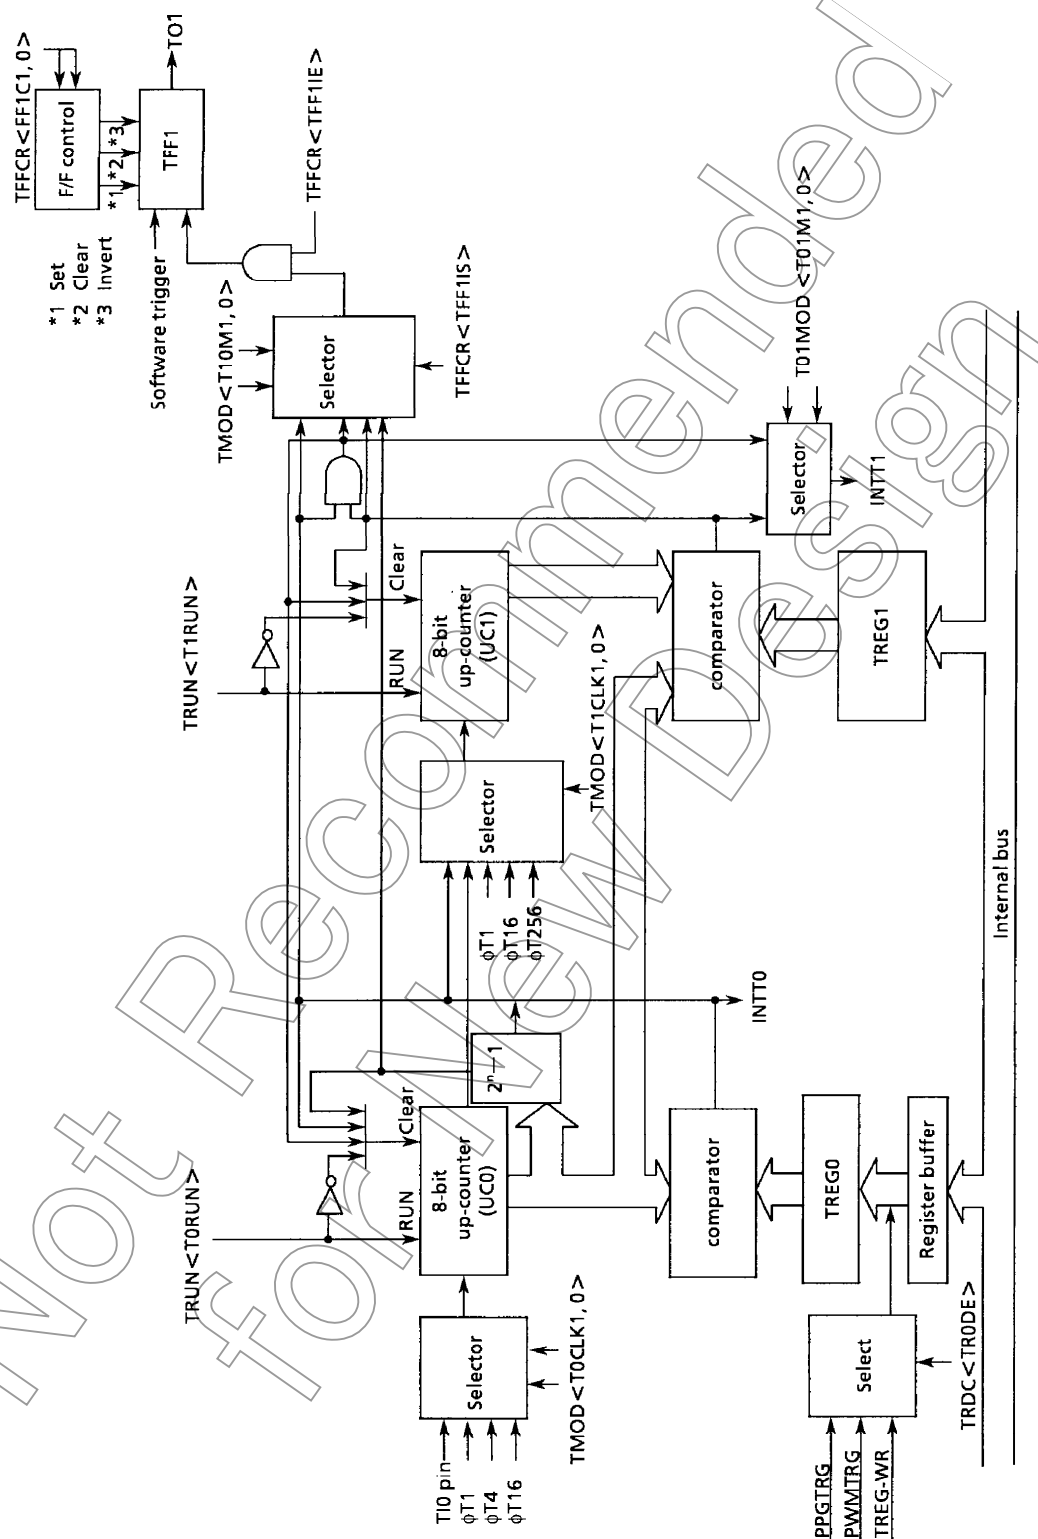 TRUN<T0RUN>
TRUN<T1RUN>
TMOD<T10M1, 0>
TFFCR<FF1C1, 0>
F/F control
*1 *2 *3
TFF1
TO1
*1 Set
*2 Clear
*3 Invert
Software trigger
TFFCR<TFF1IE>
Selector
TFFCR<TFF1IS>
TI0 pin
ϕT1
ϕT4
ϕT16
Selector
TMOD<T0CLK1, 0>
RUN
Clear
8-bit
up-counter
(UC0)
2ⁿ—1
ϕT1
ϕT16
ϕT256
Selector
TMOD<T1CLK1, 0>
RUN
Clear
8-bit
up-counter
(UC1)
comparator
INTT0
comparator
Selector
T01MOD<T01M1, 0>
INTT1
TREG0
TREG1
Register buffer
PPGTRG
PWMTRG
TREG-WR
Select
TRDC<TR0DE>
Internal bus
Not Recommended
for New Design